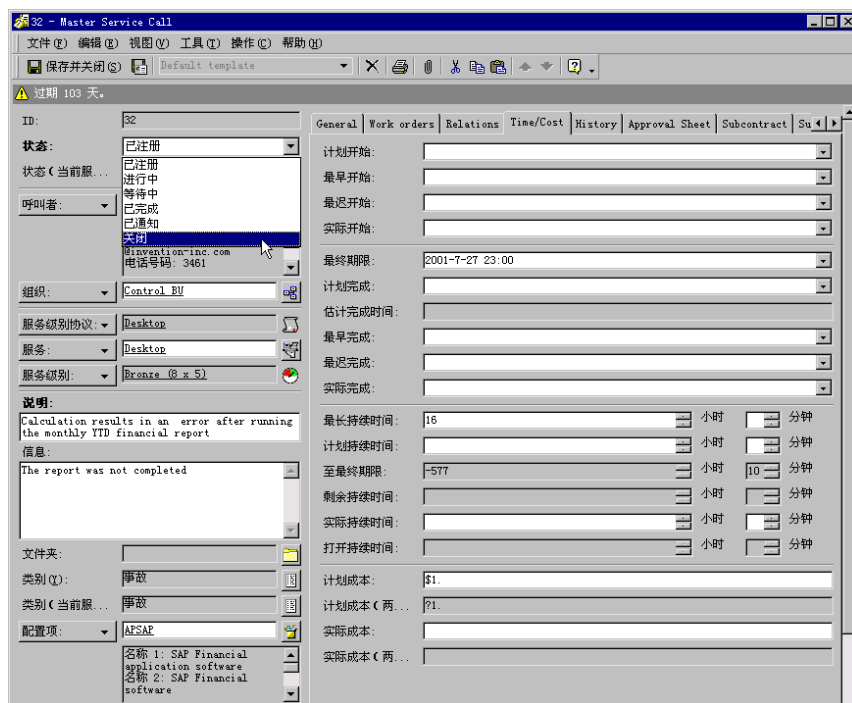 32 - Master Service Call
文件(F) 编辑(E) 视图(V) 工具(T) 操作(C) 帮助(H)
保存并关闭(S) Default template
过期 103 天。
ID: 32
状态: 已注册
状态(当前服...
已注册
进行中
等待中
已完成
已通知
关闭
呼叫者:
@invention-inc.com
电话号码: 3461
组织: Control BU
服务级别协议: Desktop
服务: Desktop
服务级别: Bronze (8 x 5)
说明:
Calculation results in an error after running
the monthly YTD financial report
信息:
The report was not completed
文件夹:
类别(Y): 事故
类别(当前服... 事故
配置项: APSAP
名称 1: SAP Financial
application software
名称 2: SAP Financial
software
General Work orders Relations Time/Cost History Approval Sheet Subcontract Su
计划开始:
最早开始:
最迟开始:
实际开始:
最终期限: 2001-7-27 23:00
计划完成:
估计完成时间:
最早完成:
最迟完成:
实际完成:
最长持续时间: 16 小时 分钟
计划持续时间: 小时 分钟
至最终期限: -577 小时 10 分钟
剩余持续时间: 小时 分钟
实际持续时间: 小时 分钟
打开持续时间: 小时 分钟
计划成本: $1.
计划成本(两... ?1.
实际成本:
实际成本(两...